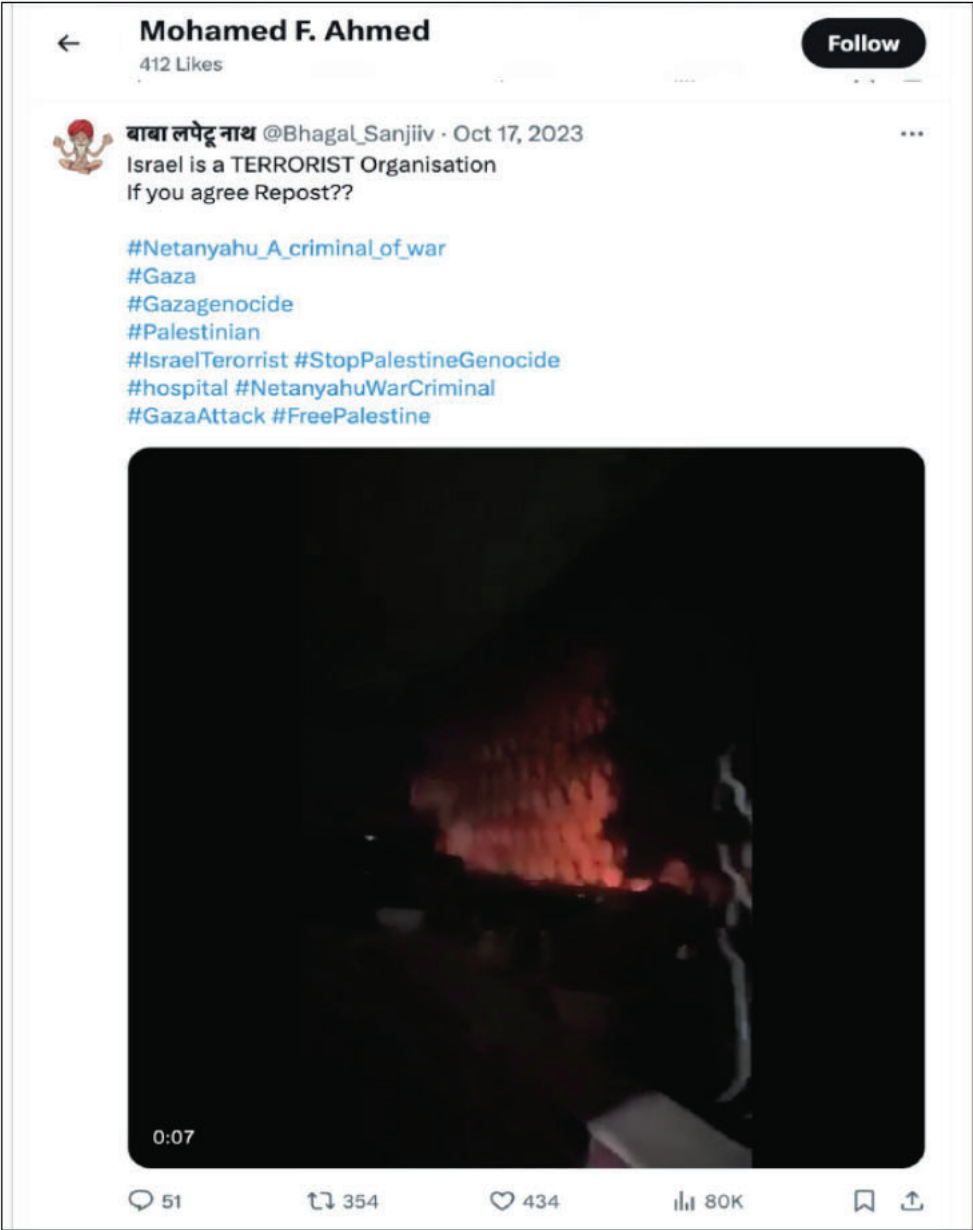 Mohamed F. Ahmed
Follow
412 Likes
बाबा लपेटू नाथ @Bhagal_Sanjiiv · Oct 17, 2023
Israel is a TERRORIST Organisation
If you agree Repost??
#Netanyahu_A_criminal_of_war
#Gaza
#Gazagenocide
#Palestinian
#IsraelTerorrist #StopPalestineGenocide
#hospital #NetanyahuWarCriminal
#GazaAttack #FreePalestine
0:07
51 354 434 80K